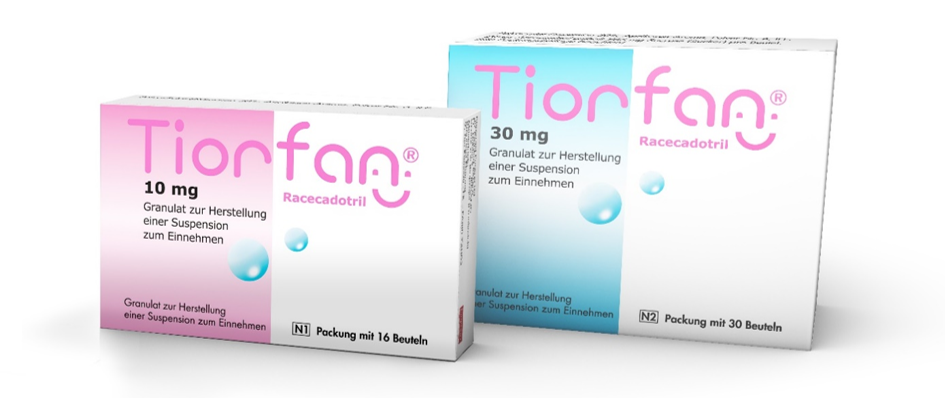 Tiorfan®
10 mg
Racecadotril
Granulat zur Herstellung
einer Suspension
zum Einnehmen
Granulat zur Herstellung
einer Suspension zum Einnehmen
N1 Packung mit 16 Beuteln
Tiorfan®
30 mg
Racecadotril
Granulat zur Herstellung
einer Suspension
zum Einnehmen
zur Herstellung
Suspension zum Einnehmen
N2 Packung mit 30 Beuteln